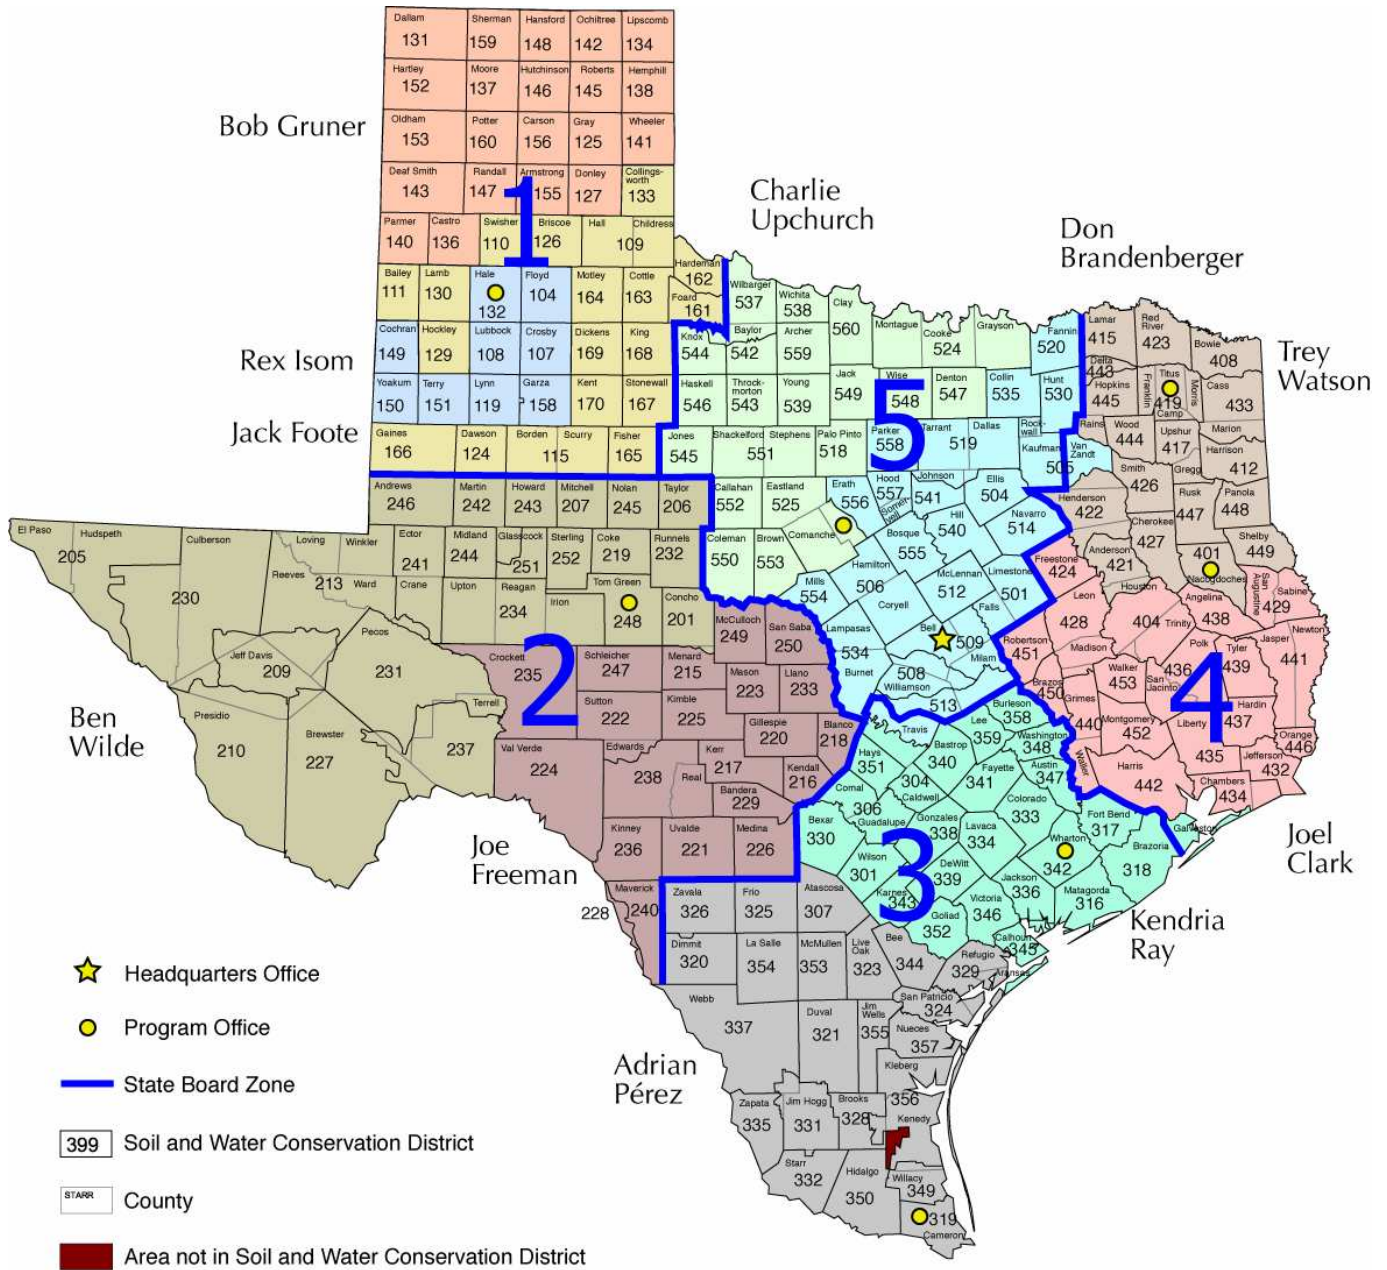 Dallam Sherman Hansford Ochiltree Lipscomb
131 159 148 142 134
Hartley Moore Hutchinson Roberts Hemphill
152 137 146 145 138
Bob Gruner
Oldham Potter Carson Gray Wheeler
153 160 156 125 141
Deaf Smith Randall Armstrong Donley Collings-
worth
143 147 155 127 133
1
Charlie
Upchurch
Parmer Castro Swisher Briscoe Hall Childress
140 136 110 126 109
Don
Brandenberger
Bailey Lamb Hale Floyd Motley Cottle Hardeman
111 130 132 104 164 163 162
Foard
161
Wilbarger Wichita Clay Montague Cooke Grayson Fannin Lamar Red
River Bowie
537 538 560 524 520 415 423 408
Rex Isom
Cochran Hockley Lubbock Crosby Dickens King Knox Baylor Archer
149 129 108 107 169 168 544 542 559
Trey
Watson
Delta Titus Cass
443 419 433
Hopkins Franklin Morris Camp Marion
445
Yoakum Terry Lynn Garza Kent Stonewall Haskell Throck-
morton Young Jack Wise Denton Collin Hunt
150 151 119 158 170 167 546 543 539 549 548 547 535 530
5
Jack Foote
Gaines Dawson Borden Scurry Fisher Jones Shackelford Stephens Palo Pinto Parker Tarrant Dallas Rock-
wall Kaufman Van
Zandt Rains Wood Upshur Harrison
166 124 115 165 545 551 518 558 519 505 444 417 412
Andrews Martin Howard Mitchell Nolan Taylor Callahan Eastland Erath Hood Johnson Ellis Henderson Smith Gregg Rusk Panola
246 242 243 207 245 206 552 525 556 557 541 504 422 426 447 448
Somer-
vell Hill Navarro Cherokee Shelby
540 514 427 449
El Paso Hudspeth Culberson Loving Winkler Ector Midland Glasscock Sterling Coke Runnels Coleman Brown Comanche Bosque Limestone Freestone Anderson Nacogdoches
205 241 244 251 252 219 232 550 553 555 424 421 401
Reeves Ward Crane Upton Reagan Irion Tom Green Concho Mills Hamilton McLennan Falls Leon Houston Angelina San
Augustine Sabine
230 213 234 248 201 554 506 512 501 428 404 438 429
Coryell Trinity
McCulloch San Saba Lampasas Bell Robertson Madison Polk Tyler Jasper Newton
249 250 534 509 451 436 439 441
Pecos
231
Jeff Davis
209
Crockett Schleicher Menard Mason Llano Burnet Williamson Milam Brazos Grimes Walker San
Jacinto Hardin
235 247 215 223 233 508 513 450 440 453 437
2
4
Terrell Sutton Kimble Gillespie Blanco Travis Lee Burleson Washington Montgomery Liberty Orange
237 222 225 220 218 359 358 348 452 435 446
Ben
Wilde
Presidio Brewster
210 227
Val Verde Edwards Real Kerr Kendall Bandera Hays Bastrop Fayette Austin Waller Harris Jefferson Chambers
224 238 217 216 229 351 340 341 347 442 432 434
304
Comal Caldwell Colorado
306 333
Guadalupe Gonzales Lavaca Fort Bend Galveston
338 334 317
Kinney Uvalde Medina Bexar Wilson DeWitt Wharton Brazoria
236 221 226 330 301 339 342 318
3
Joe
Freeman
Joel
Clark
Maverick Zavala Frio Atascosa Karnes Goliad Victoria Jackson Matagorda
228 240 326 325 307 343 352 346 336 316
Kendria
Ray
Dimmit La Salle McMullen Live
Oak Bee Refugio Calhoun Aransas
320 354 353 323 344 329 345
Headquarters Office
Webb Duval Jim
Wells San Patricio Nueces
337 321 355 324 357
Program Office
Adrian
Pérez
Kleberg
356
State Board Zone
Zapata Jim Hogg Brooks Kenedy
335 331 328
399 Soil and Water Conservation District
Starr Hidalgo Willacy
332 350 349
STARR County
319
Cameron
Area not in Soil and Water Conservation District